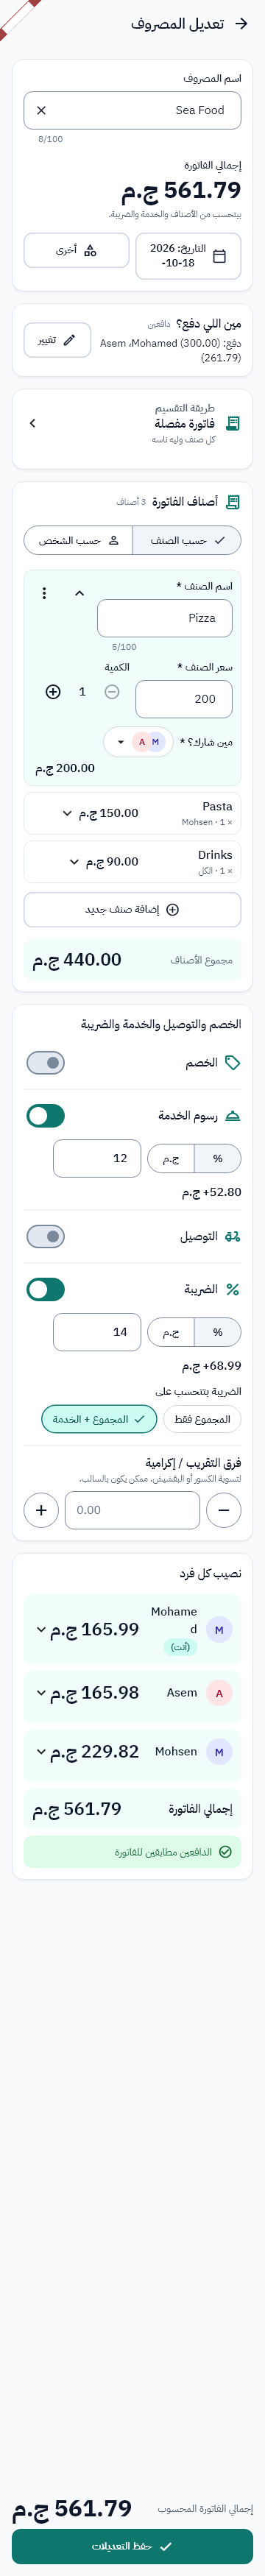 تعديل المصروف
اسم المصروف
Sea Food
8/100
إجمالي الفاتورة
561.79 ج.م
بيتحسب من الأصناف والخدمة والضريبة.
التاريخ: 2026
-10-18
أخرى
مين اللي دفع؟ دافعين
دفع: Asem ،Mohamed (300.00)
(261.79)
تغيير
طريقة التقسيم
فاتورة مفصلة
كل صنف وليه ناسه
أصناف الفاتورة 3 أصناف
حسب الصنف
حسب الشخص
اسم الصنف *
Pizza
5/100
سعر الصنف *
الكمية
200
1
مين شارك؟ *
M A
200.00 ج.م
Pasta
150.00 ج.م
× 1 · Mohsen
Drinks
90.00 ج.م
× 1 · الكل
إضافة صنف جديد
مجموع الأصناف
440.00 ج.م
الخصم والتوصيل والخدمة والضريبة
الخصم
رسوم الخدمة
%
ج.م
12
+52.80 ج.م
التوصيل
الضريبة
%
ج.م
14
+68.99 ج.م
الضريبة بتتحسب على
المجموع فقط
المجموع + الخدمة
فرق التقريب / إكرامية
لتسوية الكسور أو البقشيش. ممكن يكون بالسالب.
0.00
نصيب كل فرد
M
Mohame
d
(أنت)
165.99 ج.م
A
Asem
165.98 ج.م
M
Mohsen
229.82 ج.م
إجمالي الفاتورة
561.79 ج.م
الدافعين مطابقين للفاتورة
إجمالي الفاتورة المحسوب
561.79 ج.م
حفظ التعديلات